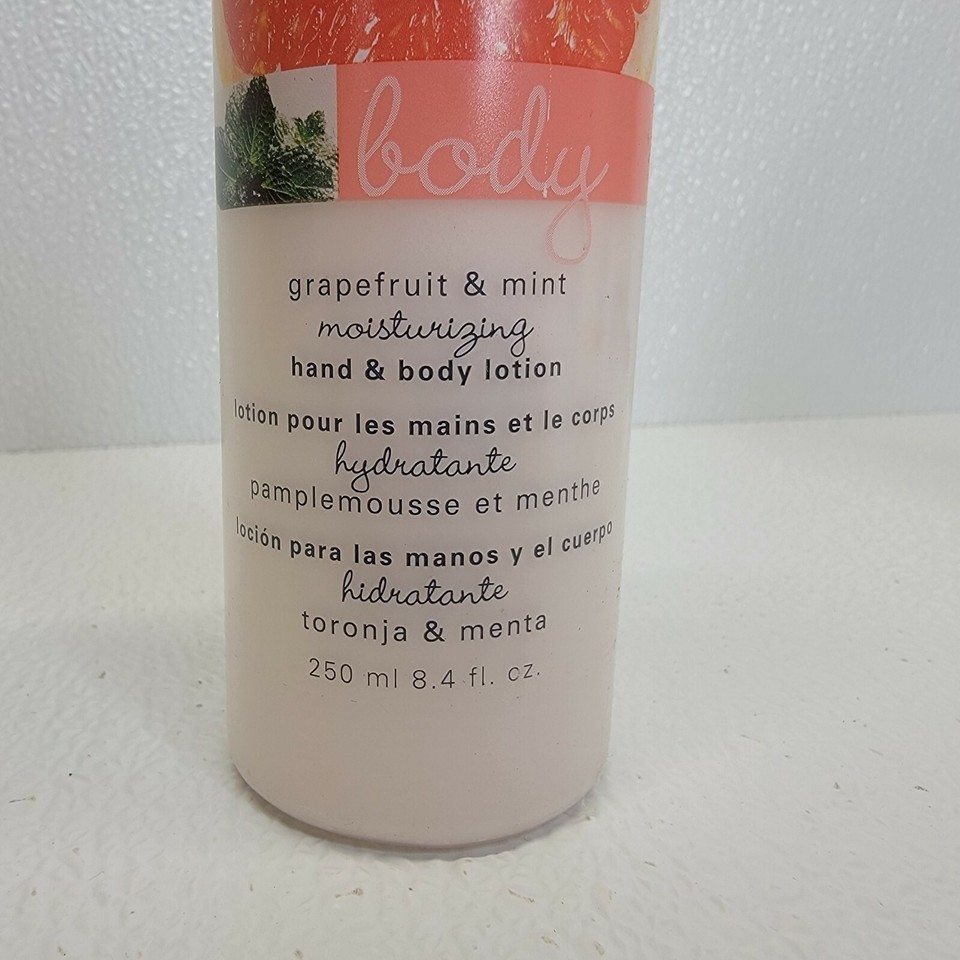 body
grapefruit & mint
moisturizing
hand & body lotion
lotion pour les mains et le corps
hydratante
pamplemousse et menthe
loción para las manos y el cuerpo
hidratante
toronja & menta
250 ml 8.4 fl. oz.